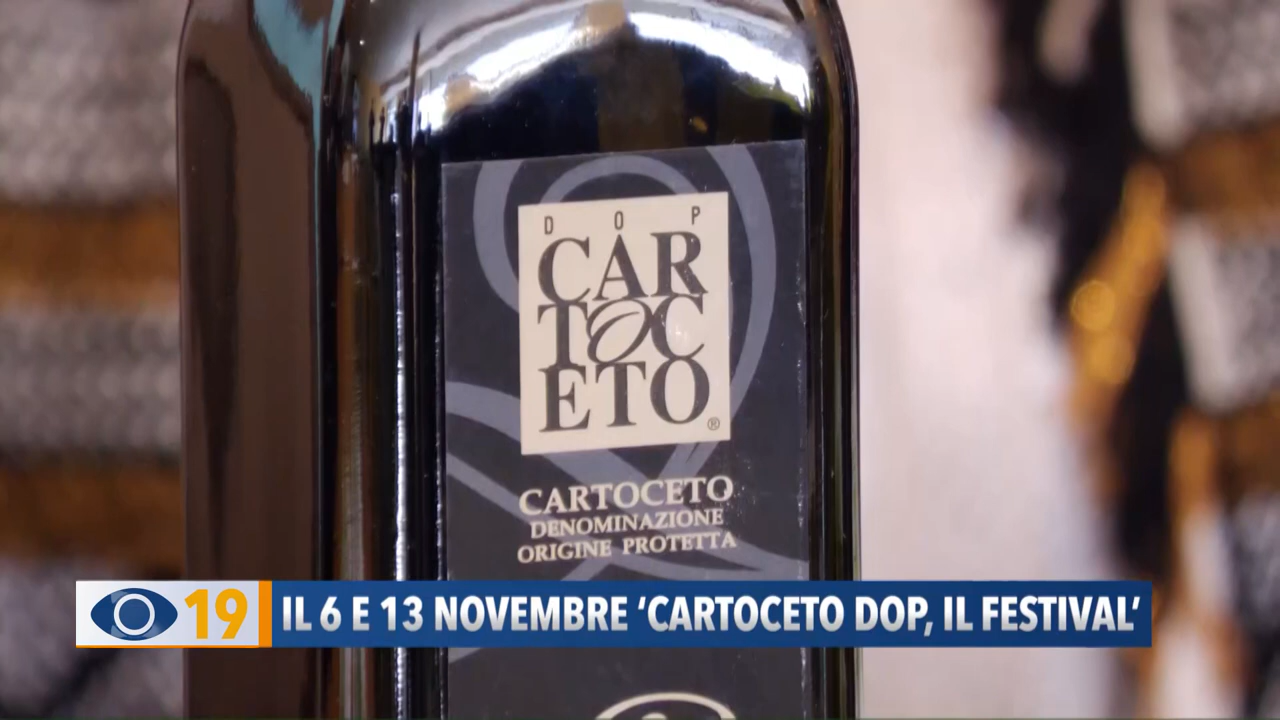 DOP
CAR
TOC
ETO®
CARTOCETO
DENOMINAZIONE
ORIGINE PROTETTA
19 IL 6 E 13 NOVEMBRE ‘CARTOCETO DOP, IL FESTIVAL’